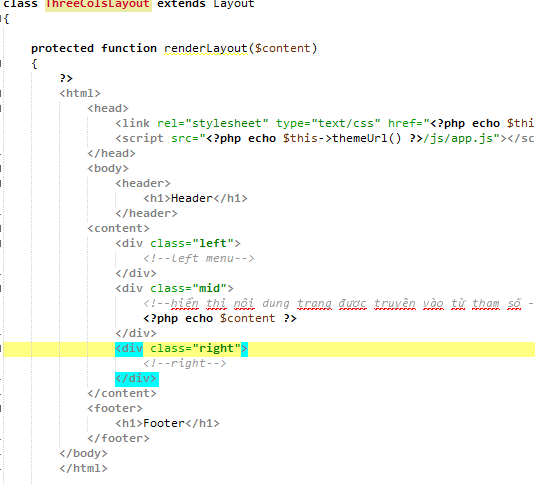 class ThreeColsLayout extends Layout
{
protected function renderLayout($content)
{
?>
<html>
<head>
<link rel="stylesheet" type="text/css" href="<?php echo $thi
<script src="<?php echo $this->themeUrl() ?>/js/app.js"></sc
</head>
<body>
<header>
<h1>Header</h1>
</header>
<content>
<div class="left">
<!--left menu-->
</div>
<div class="mid">
<!--hiển thị nội dung trang được truyền vào từ tham số -
<?php echo $content ?>
</div>
<div class="right">
<!--right-->
</div>
</content>
<footer>
<h1>Footer</h1>
</footer>
</body>
</html>